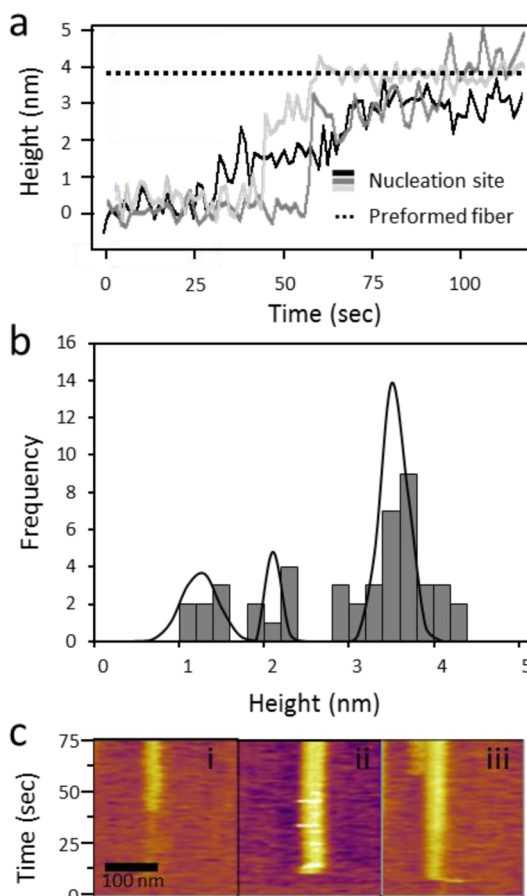 a
5
4
3
2
1
0
Height (nm)
Nucleation site
Preformed fiber
0 25 50 75 100
Time (sec)
b
16
14
12
10
8
6
4
2
0
Frequency
0 1 2 3 4 5
Height (nm)
c
75
50
25
0
Time (sec)
i ii iii
100 nm